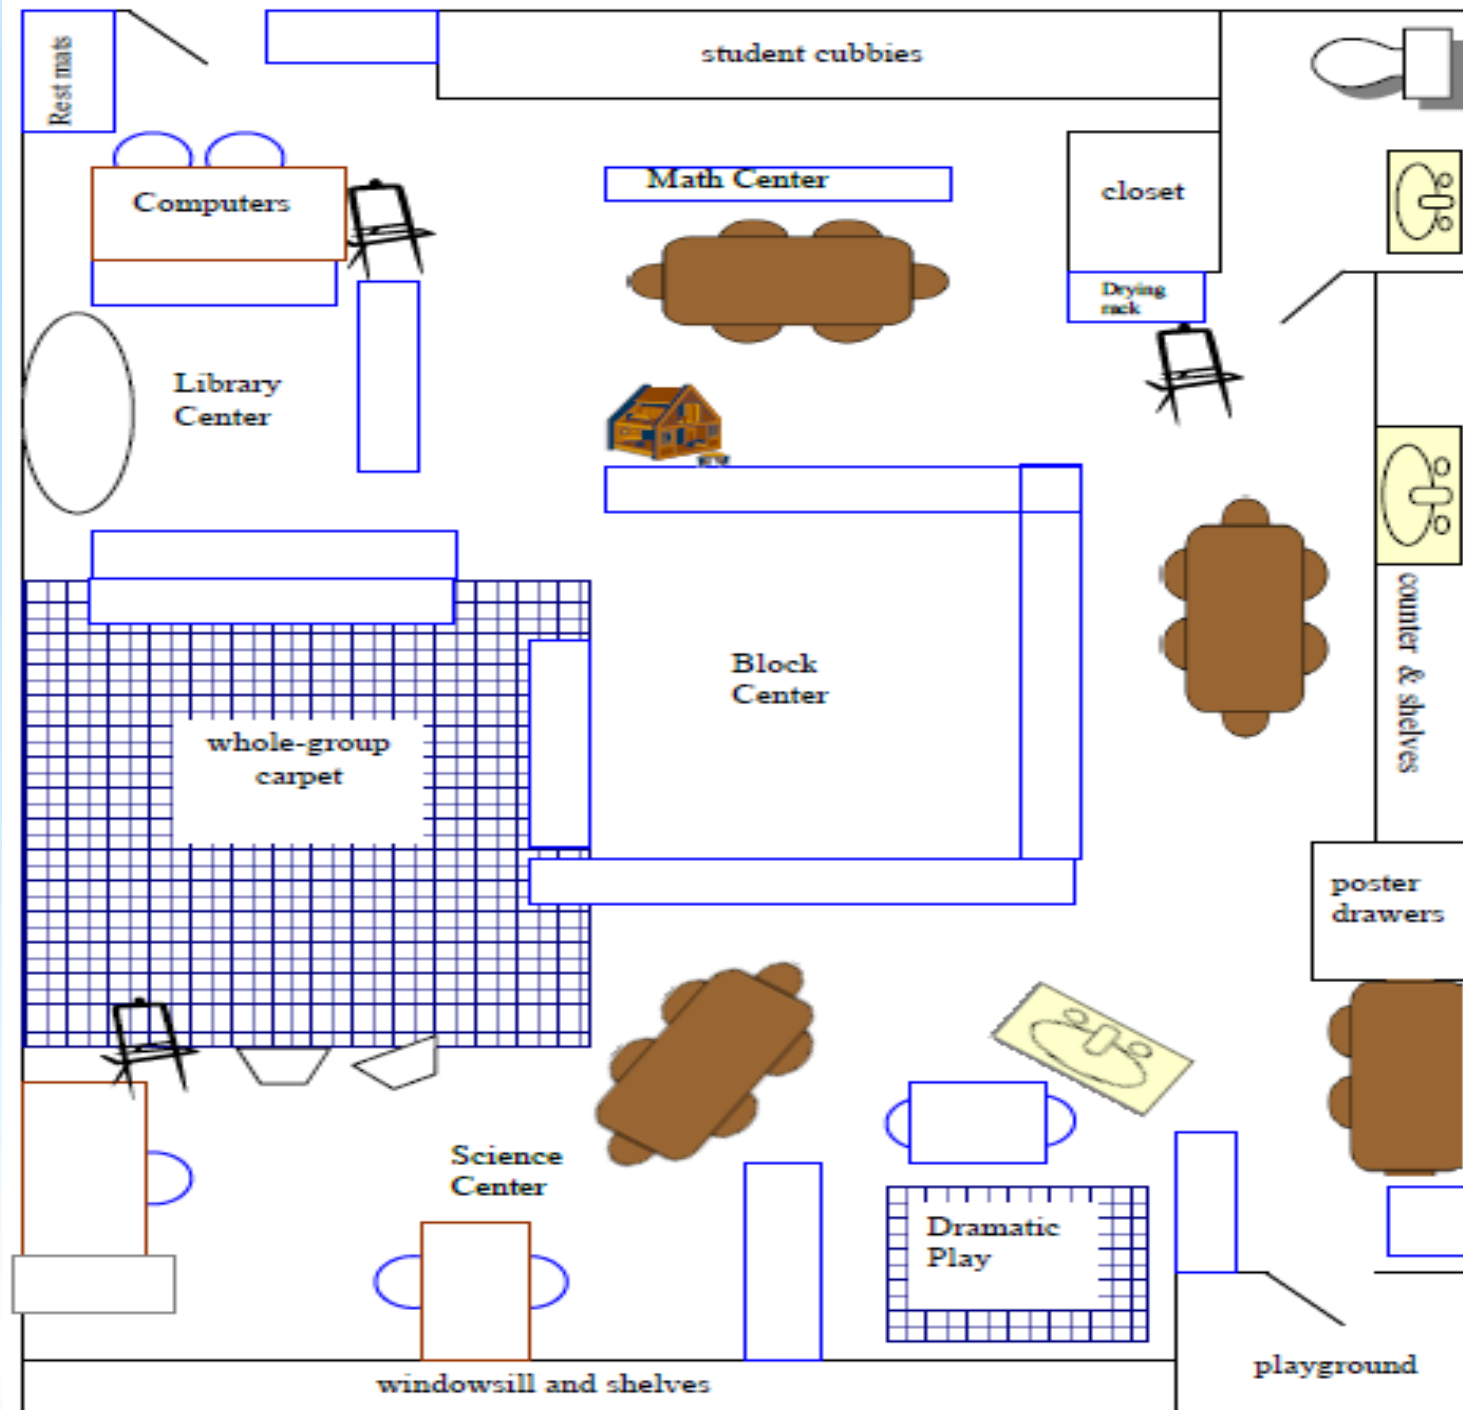 Rest mats
student cubbies
Computers
Math Center
closet
Drying
rack
Library
Center
Block
Center
counter & shelves
whole-group
carpet
poster
drawers
Science
Center
Dramatic
Play
windowsill and shelves
playground